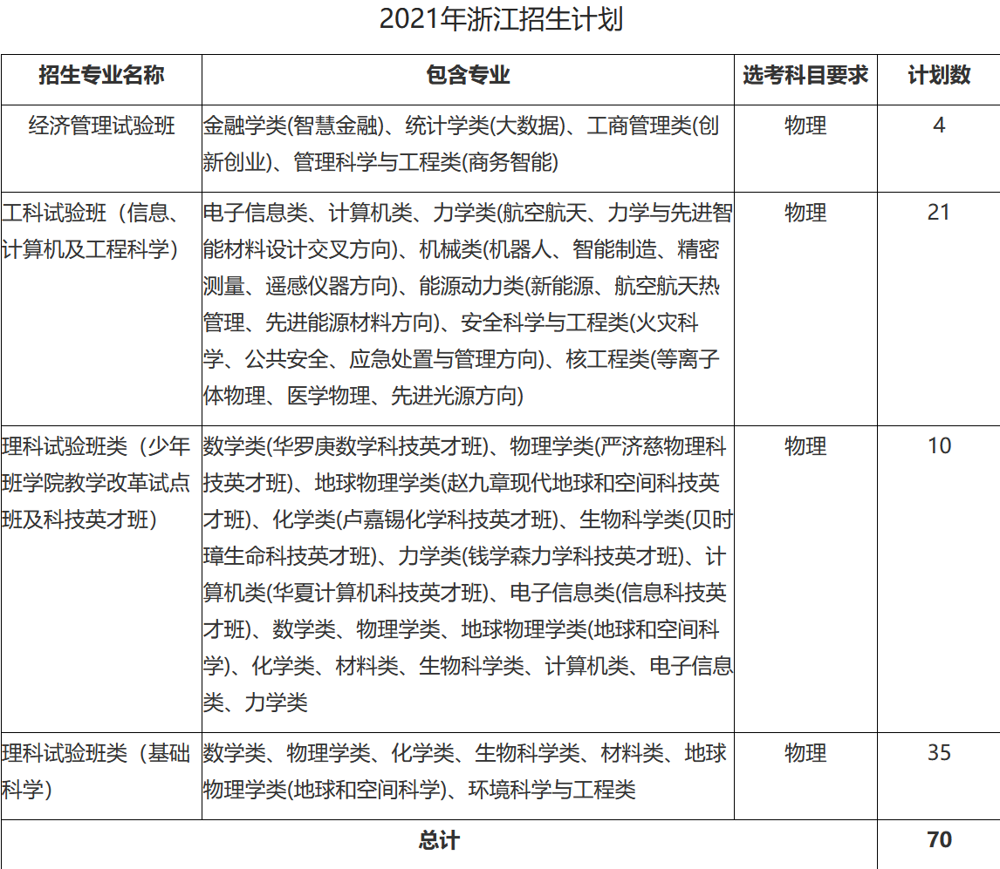 2021年浙江招生计划
招生专业名称 包含专业 选考科目要求 计划数
经济管理试验班
金融学类(智慧金融)、统计学类(大数据)、工商管理类(创
新创业)、管理科学与工程类(商务智能)
物理
4
工科试验班（信息、
计算机及工程科学）
电子信息类、计算机类、力学类(航空航天、力学与先进智
能材料设计交叉方向)、机械类(机器人、智能制造、精密
测量、遥感仪器方向)、能源动力类(新能源、航空航天热
管理、先进能源材料方向)、安全科学与工程类(火灾科
学、公共安全、应急处置与管理方向)、核工程类(等离子
体物理、医学物理、先进光源方向)
物理
21
理科试验班类（少年
班学院教学改革试点
班及科技英才班）
数学类(华罗庚数学科技英才班)、物理学类(严济慈物理科
技英才班)、地球物理学类(赵九章现代地球和空间科技英
才班)、化学类(卢嘉锡化学科技英才班)、生物科学类(贝时
璋生命科技英才班)、力学类(钱学森力学科技英才班)、计
算机类(华夏计算机科技英才班)、电子信息类(信息科技英
才班)、数学类、物理学类、地球物理学类(地球和空间科
学)、化学类、材料类、生物科学类、计算机类、电子信息
类、力学类
物理
10
理科试验班类（基础
科学）
数学类、物理学类、化学类、生物科学类、材料类、地球
物理学类(地球和空间科学)、环境科学与工程类
物理
35
总计 70